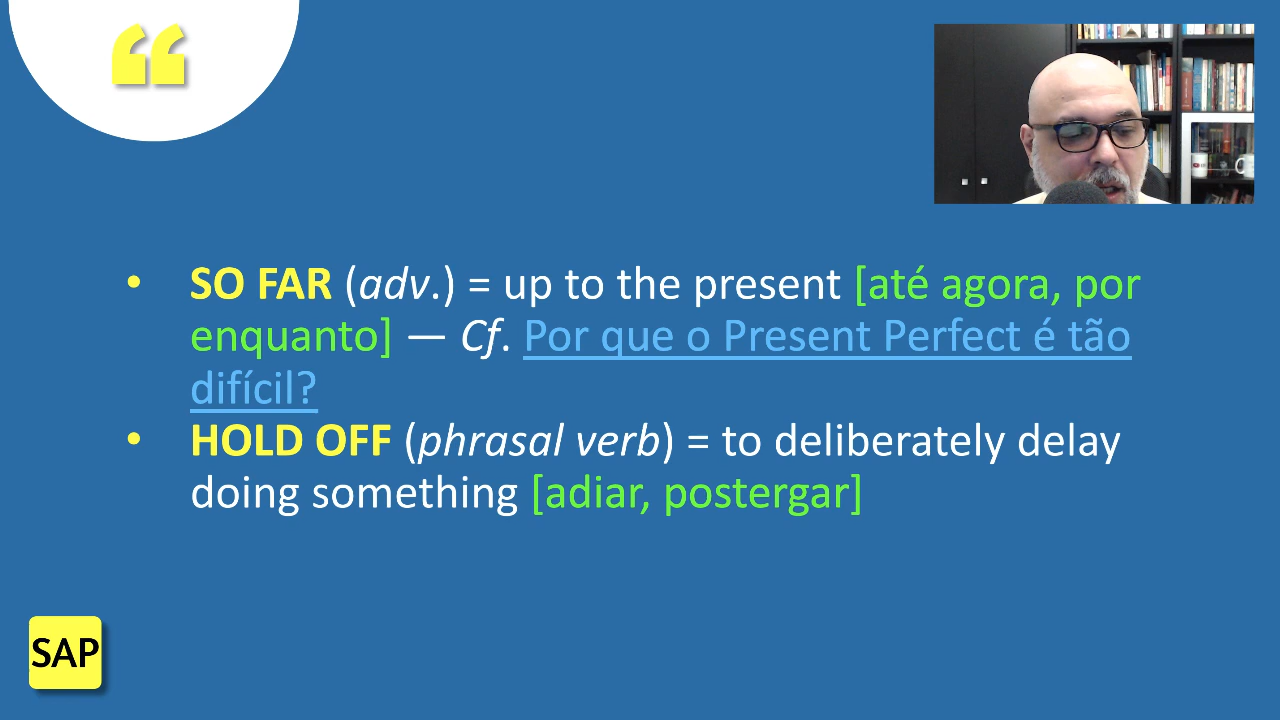 “
• SO FAR (adv.) = up to the present [até agora, por
enquanto] — Cf. Por que o Present Perfect é tão
difícil?
• HOLD OFF (phrasal verb) = to deliberately delay
doing something [adiar, postergar]
SAP